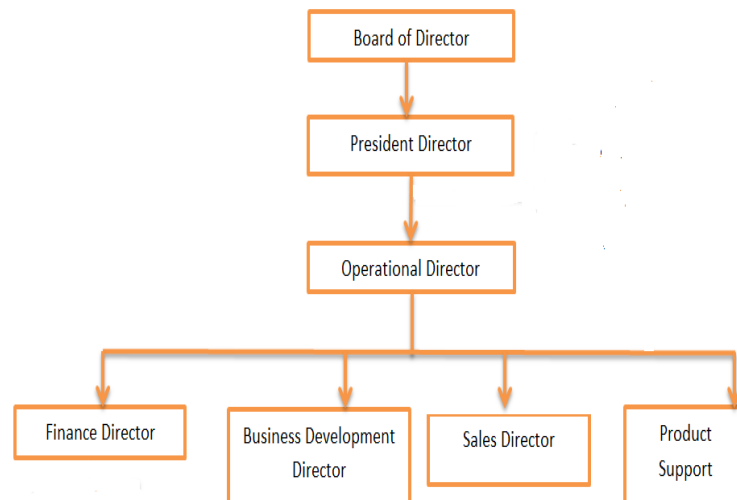 Board of Director
President Director
Operational Director
Finance Director
Business Development
Director
Sales Director
Product
Support